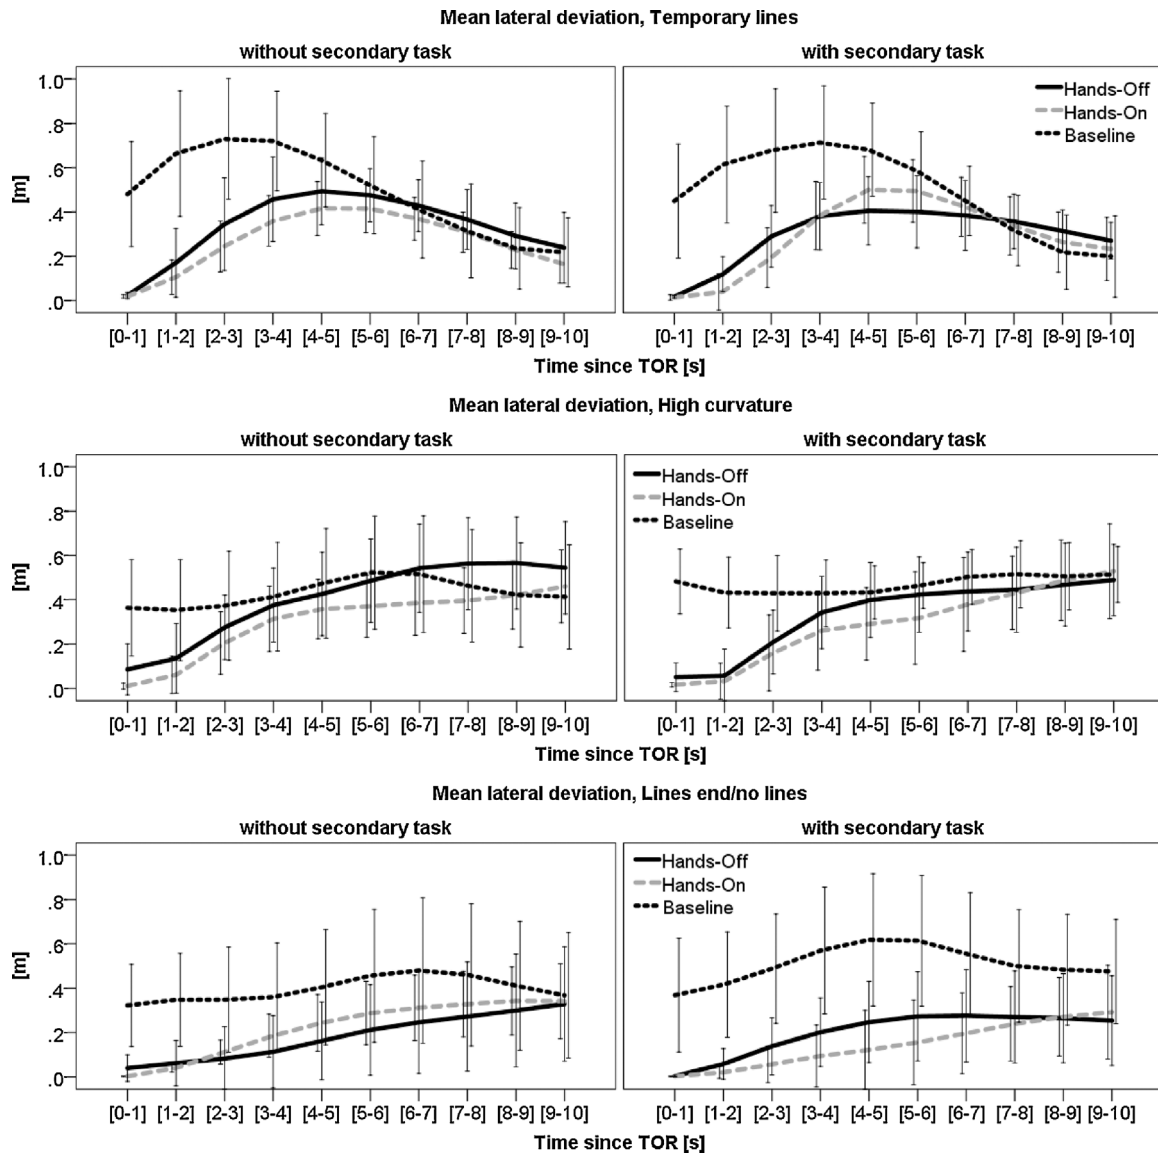 Mean lateral deviation, Temporary lines
without secondary task
with secondary task
1.0
.8
.6
.4
.2
.0
[m]
Hands-Off
Hands-On
Baseline
[0-1] [1-2] [2-3] [3-4] [4-5] [5-6] [6-7] [7-8] [8-9] [9-10]
[0-1] [1-2] [2-3] [3-4] [4-5] [5-6] [6-7] [7-8] [8-9] [9-10]
Time since TOR [s]
Mean lateral deviation, High curvature
without secondary task
with secondary task
1.0
.8
.6
.4
.2
.0
[m]
Hands-Off
Hands-On
Baseline
[0-1] [1-2] [2-3] [3-4] [4-5] [5-6] [6-7] [7-8] [8-9] [9-10]
[0-1] [1-2] [2-3] [3-4] [4-5] [5-6] [6-7] [7-8] [8-9] [9-10]
Time since TOR [s]
Mean lateral deviation, Lines end/no lines
without secondary task
with secondary task
1.0
.8
.6
.4
.2
.0
[m]
Hands-Off
Hands-On
Baseline
[0-1] [1-2] [2-3] [3-4] [4-5] [5-6] [6-7] [7-8] [8-9] [9-10]
[0-1] [1-2] [2-3] [3-4] [4-5] [5-6] [6-7] [7-8] [8-9] [9-10]
Time since TOR [s]